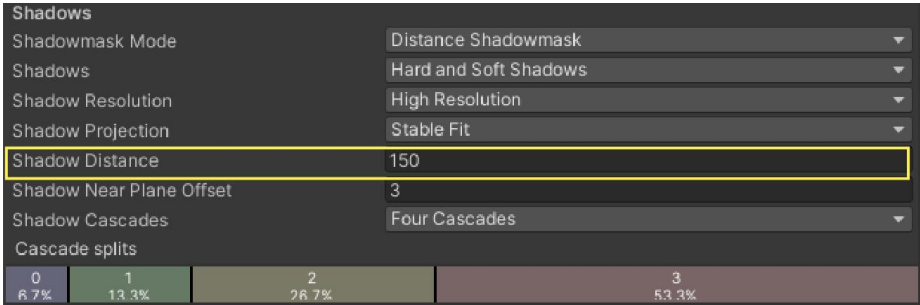 Shadows
Shadowmask Mode Distance Shadowmask
Shadows Hard and Soft Shadows
Shadow Resolution High Resolution
Shadow Projection Stable Fit
Shadow Distance 150
Shadow Near Plane Offset 3
Shadow Cascades Four Cascades
Cascade splits
0 1 2 3
6.7% 13.3% 26.7% 53.3%